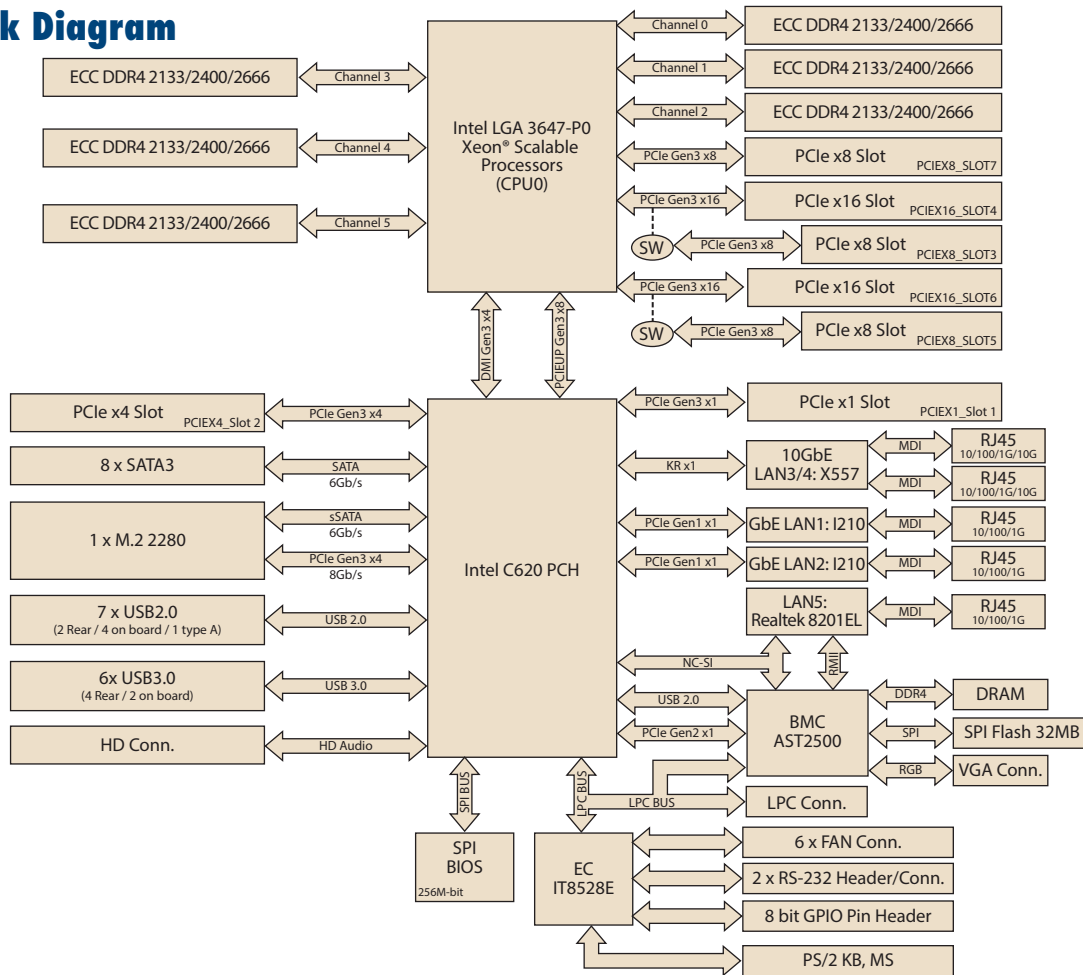 k Diagram
ECC DDR4 2133/2400/2666
Channel 3
ECC DDR4 2133/2400/2666
Channel 4
ECC DDR4 2133/2400/2666
Channel 5
Intel LGA 3647-P0
Xeon® Scalable
Processors
(CPU0)
Channel 0
ECC DDR4 2133/2400/2666
Channel 1
ECC DDR4 2133/2400/2666
Channel 2
ECC DDR4 2133/2400/2666
PCIe Gen3 x8
PCIe x8 Slot
PCIEX8_SLOT7
PCIe Gen3 x16
PCIe x16 Slot
PCIEX16_SLOT4
SW
PCIe Gen3 x8
PCIe x8 Slot
PCIEX8_SLOT3
PCIe Gen3 x16
PCIe x16 Slot
PCIEX16_SLOT6
SW
PCIe Gen3 x8
PCIe x8 Slot
PCIEX8_SLOT5
DMI Gen3 x4
PCIEUP Gen3 x8
PCIe x4 Slot
PCIEX4_Slot 2
PCIe Gen3 x4
8 x SATA3
SATA
6Gb/s
1 x M.2 2280
sSATA
6Gb/s
PCIe Gen3 x4
8Gb/s
7 x USB2.0
(2 Rear / 4 on board / 1 type A)
USB 2.0
6x USB3.0
(4 Rear / 2 on board)
USB 3.0
HD Conn.
HD Audio
Intel C620 PCH
PCIe Gen3 x1
PCIe x1 Slot
PCIEX1_Slot 1
KR x1
10GbE
LAN3/4: X557
MDI
RJ45
10/100/1G/10G
MDI
RJ45
10/100/1G/10G
PCIe Gen1 x1
GbE LAN1: I210
MDI
RJ45
10/100/1G
PCIe Gen1 x1
GbE LAN2: I210
MDI
RJ45
10/100/1G
LAN5:
Realtek 8201EL
MDI
RJ45
10/100/1G
NC-SI
RMII
USB 2.0
PCIe Gen2 x1
BMC
AST2500
DDR4
DRAM
SPI
SPI Flash 32MB
RGB
VGA Conn.
SPI BUS
LPC BUS
LPC BUS
LPC Conn.
SPI
BIOS
256M-bit
EC
IT8528E
6 x FAN Conn.
2 x RS-232 Header/Conn.
8 bit GPIO Pin Header
PS/2 KB, MS